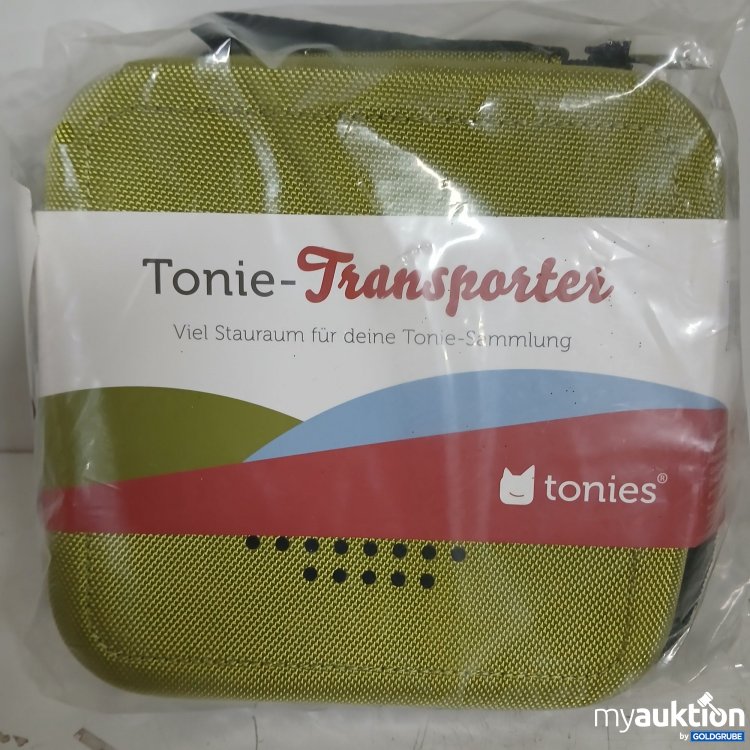 Tonie-Transporter
Viel Stauraum für deine Tonie-Sammlung
tonies®
myauktion
by GOLDGRUBE